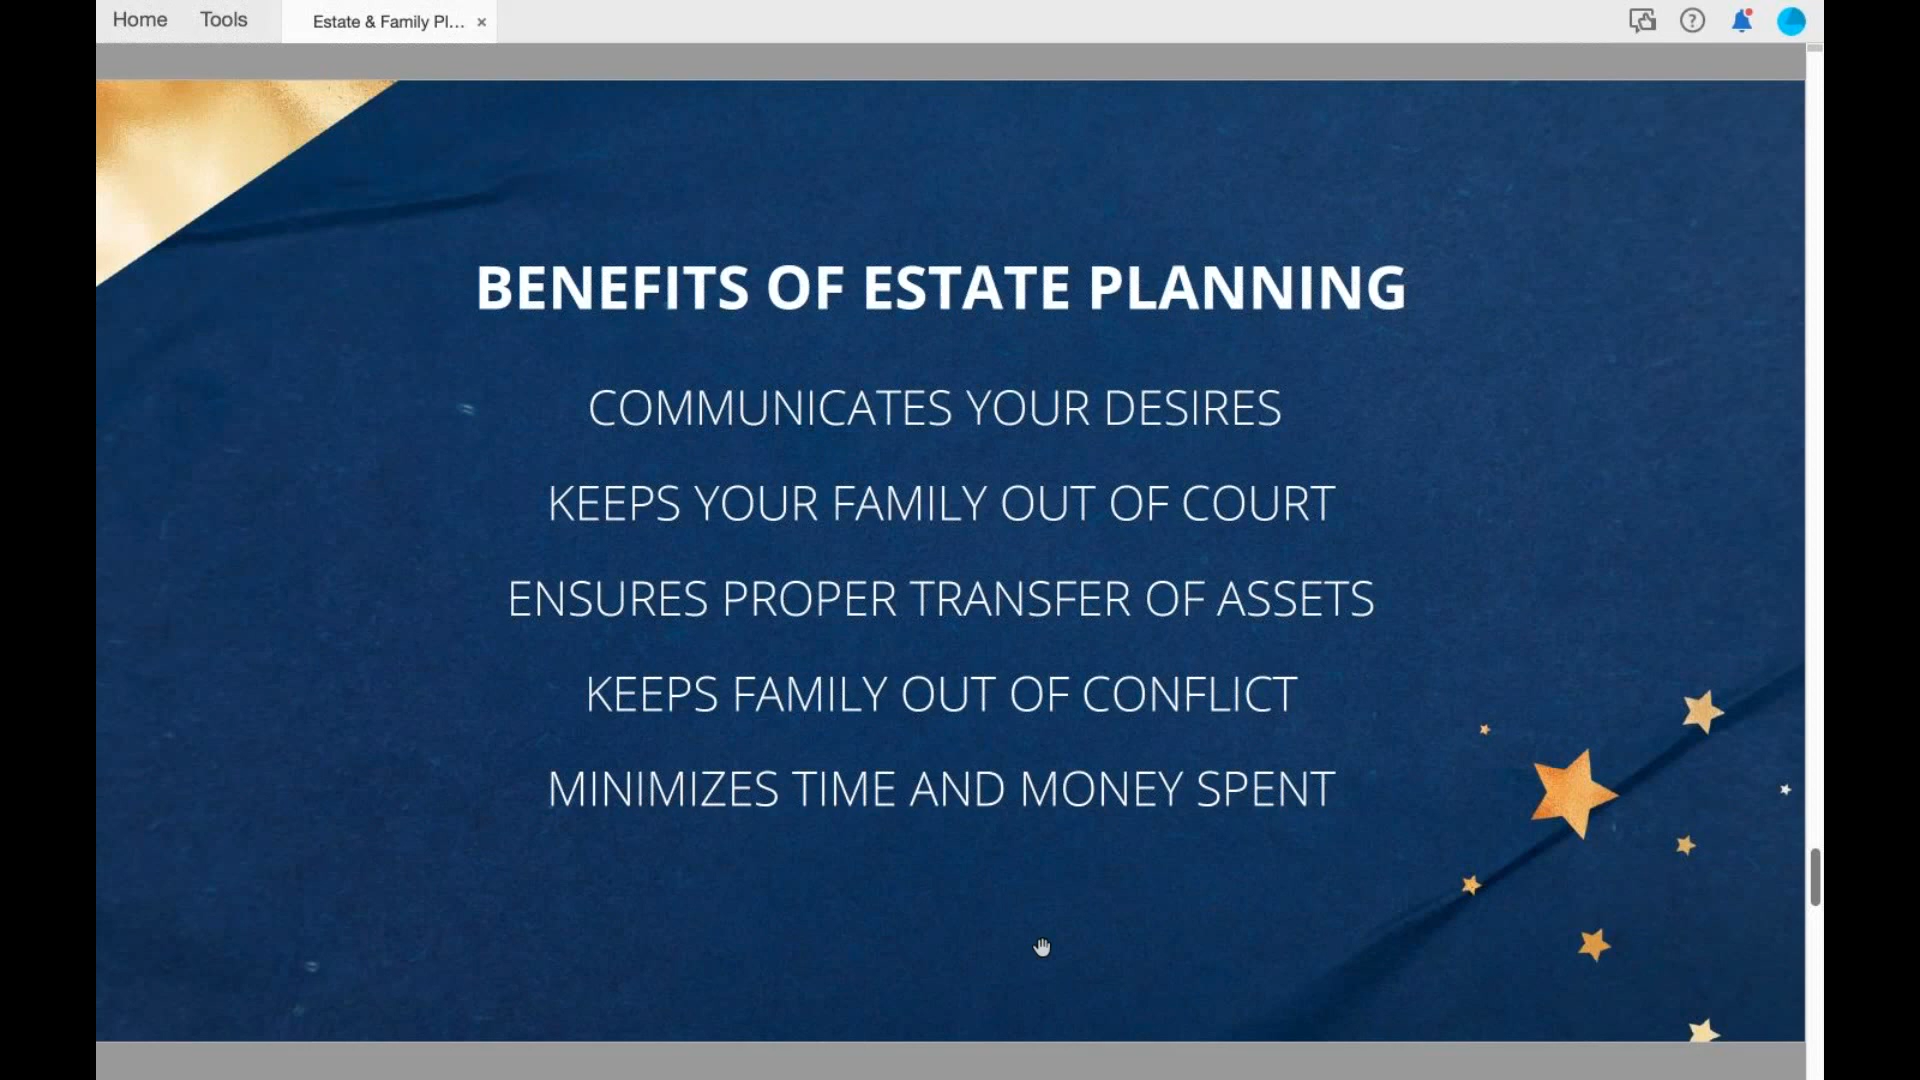 Home Tools Estate & Family Pl... ×
BENEFITS OF ESTATE PLANNING
COMMUNICATES YOUR DESIRES
KEEPS YOUR FAMILY OUT OF COURT
ENSURES PROPER TRANSFER OF ASSETS
KEEPS FAMILY OUT OF CONFLICT
MINIMIZES TIME AND MONEY SPENT